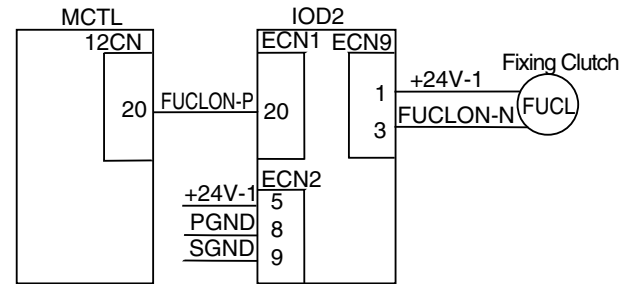 MCTL
IOD2
12CN
ECN1
ECN9
Fixing Clutch
20
FUCLON-P
20
1
+24V-1
FUCL
3
FUCLON-N
ECN2
+24V-1
5
PGND
8
SGND
9